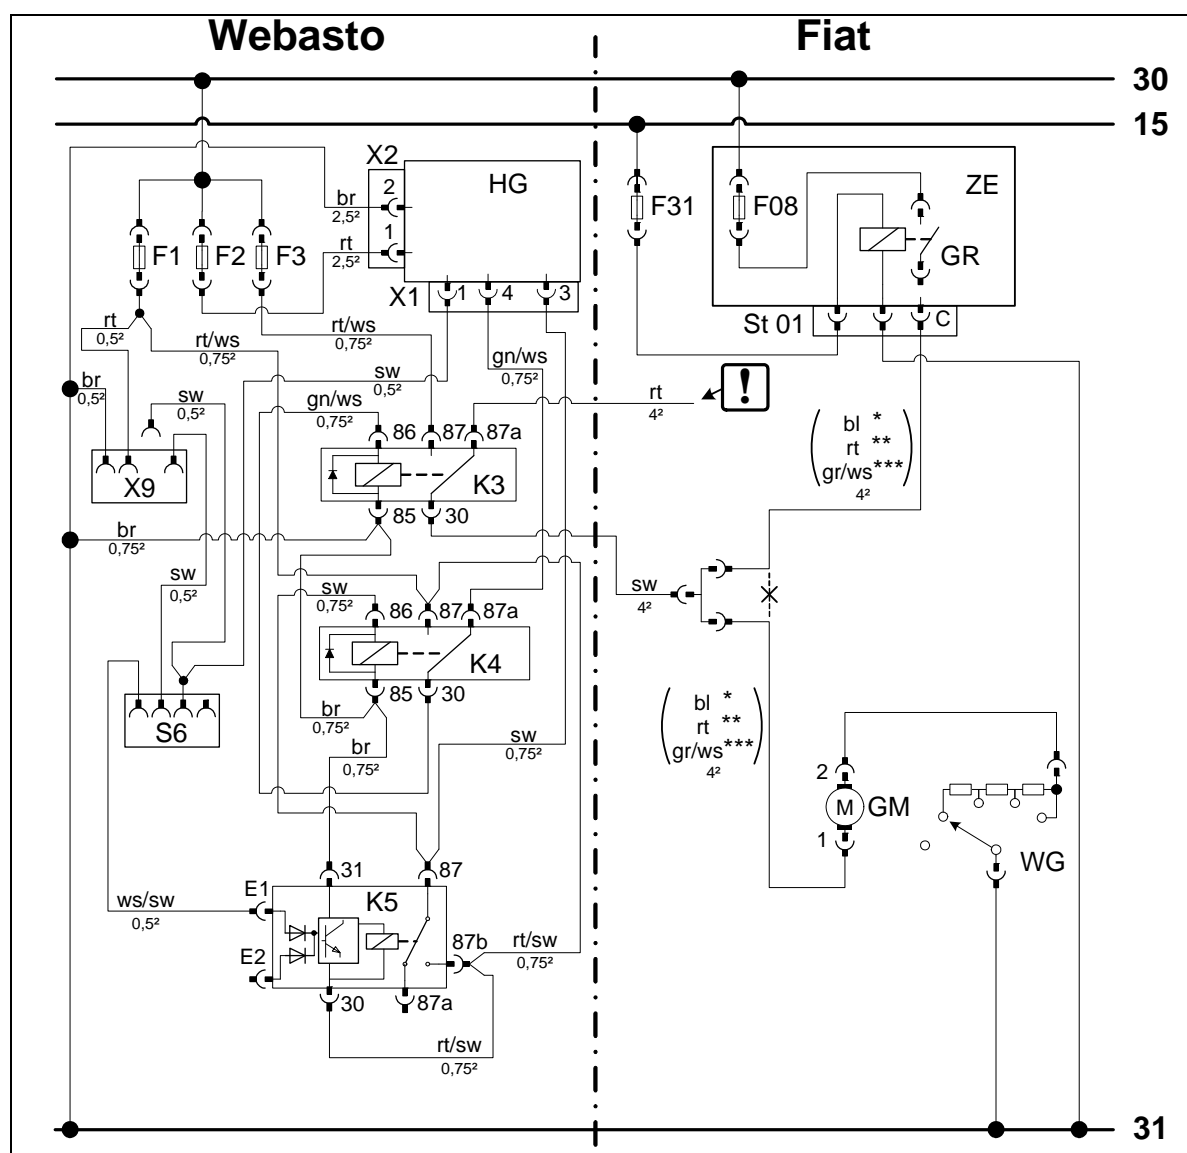 Webasto
Fiat
30
15
X2
HG
ZE
2
br
2,5²
1
rt
2,5²
F1
F2
F3
F31
F08
GR
X1
1
4
3
St 01
C
rt
0,5²
rt/ws
0,75²
rt/ws
0,75²
gn/ws
0,75²
sw
0,5²
br
0,5²
sw
0,5²
gn/ws
0,75²
rt
4²
!
86
87
87a
bl *
rt **
gr/ws***
4²
X9
K3
85
30
br
0,75²
sw
0,5²
sw
0,75²
sw
4²
86
87
87a
K4
85
30
S6
br
0,75²
br
0,75²
sw
0,75²
bl *
rt **
gr/ws***
4²
2
M
GM
1
WG
31
87
E1
K5
ws/sw
0,5²
E2
87b
rt/sw
0,75²
30
87a
rt/sw
0,75²
31